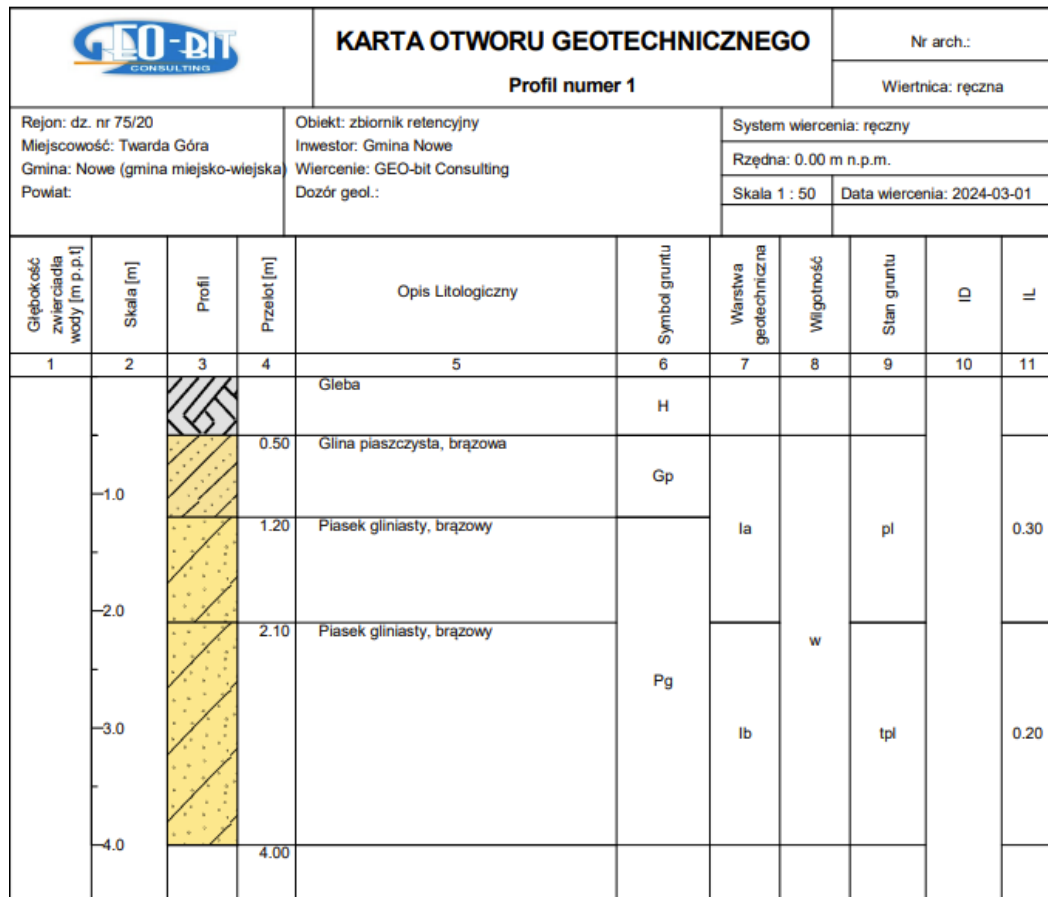 GEO-BIT
CONSULTING
KARTA OTWORU GEOTECHNICZNEGO
Profil numer 1
Nr arch.:
Wiertnica: ręczna
Rejon: dz. nr 75/20
Miejscowość: Twarda Góra
Gmina: Nowe (gmina miejsko-wiejska)
Powiat:
Obiekt: zbiornik retencyjny
Inwestor: Gmina Nowe
Wiercenie: GEO-bit Consulting
Dozór geol.:
System wiercenia: ręczny
Rzędna: 0.00 m n.p.m.
Skala 1 : 50
Data wiercenia: 2024-03-01
Głębokość
zwierciadła
wody [m p.p.t]
Skala [m]
Profil
Przelot [m]
Opis Litologiczny
Symbol gruntu
Warstwa
geotechniczna
Wilgotność
Stan gruntu
ID
IL
1 2 3 4 5 6 7 8 9 10 11
Gleba
H
0.50 Glina piaszczysta, brązowa
Gp
1.0
1.20 Piasek gliniasty, brązowy
Ia
pl
0.30
2.0
2.10 Piasek gliniasty, brązowy
w
Pg
3.0
Ib
tpl
0.20
4.0
4.00